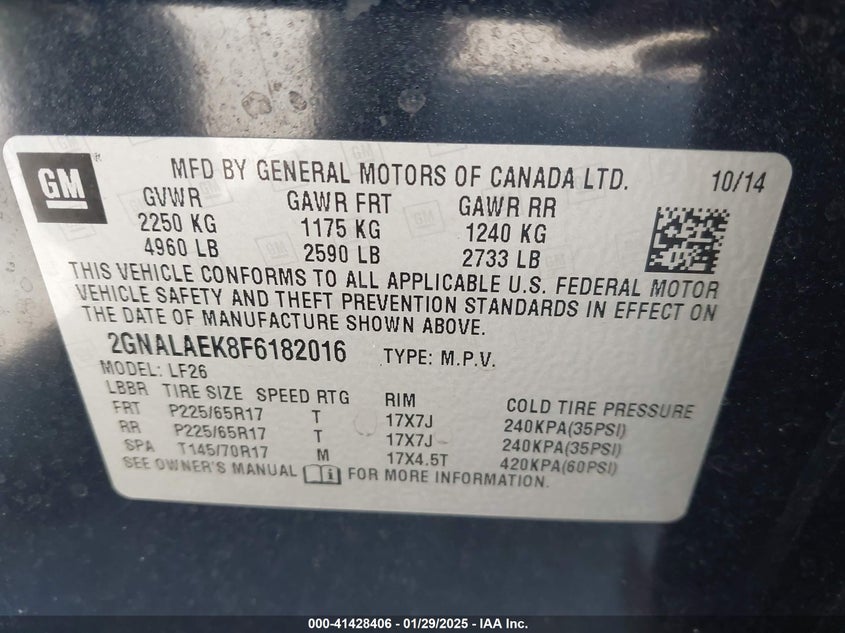 GM
MFD BY GENERAL MOTORS OF CANADA LTD. 10/14
GVWR GAWR FRT GAWR RR
2250 KG 1175 KG 1240 KG
4960 LB 2590 LB 2733 LB
THIS VEHICLE CONFORMS TO ALL APPLICABLE U.S. FEDERAL MOTOR
VEHICLE SAFETY AND THEFT PREVENTION STANDARDS IN EFFECT ON
THE DATE OF MANUFACTURE SHOWN ABOVE.
2GNALAEK8F6182016 TYPE: M.P.V.
MODEL: LF26
LBBR TIRE SIZE SPEED RTG RIM COLD TIRE PRESSURE
FRT P225/65R17 T 17X7J 240KPA(35PSI)
RR P225/65R17 T 17X7J 240KPA(35PSI)
SPA T145/70R17 M 17X4.5T 420KPA(60PSI)
SEE OWNER'S MANUAL i FOR MORE INFORMATION.
000-41428406 — 01/29/2025 — IAA Inc.